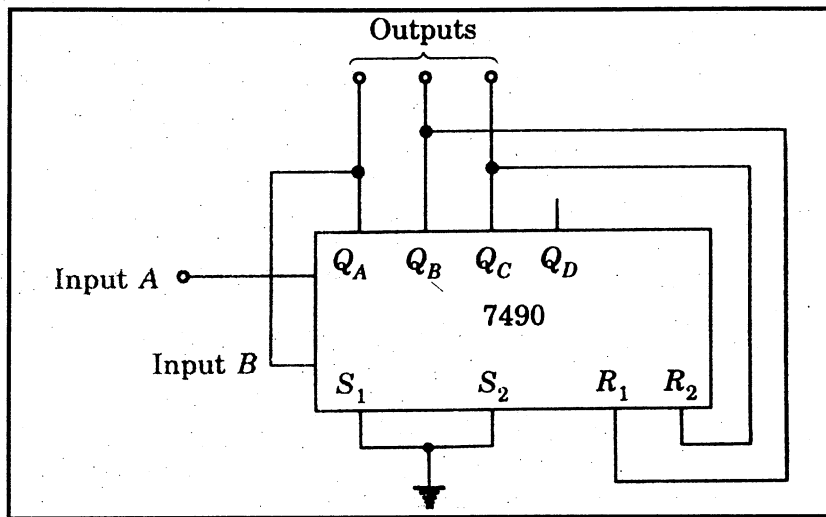 Outputs
Q_A Q_B Q_C Q_D
Input A
7490
Input B
S_1 S_2 R_1 R_2